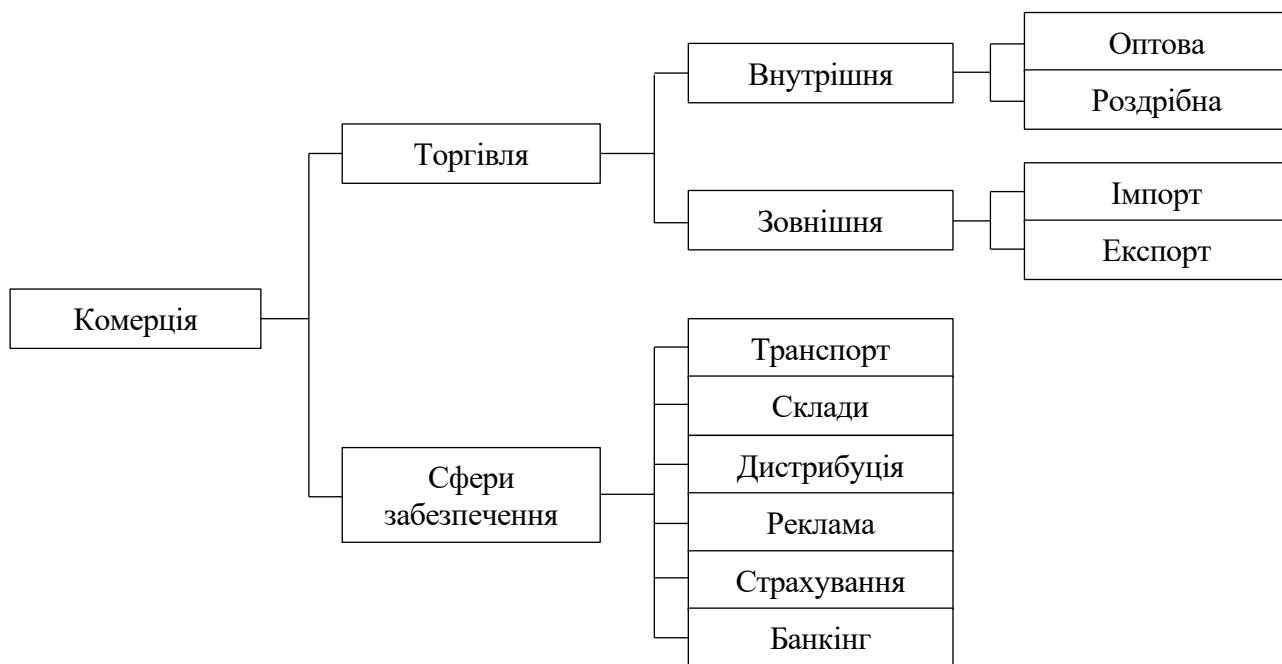 Комерція
Торгівля
Внутрішня
Оптова
Роздрібна
Зовнішня
Імпорт
Експорт
Сфери
забезпечення
Транспорт
Склади
Дистрибуція
Реклама
Страхування
Банкінг